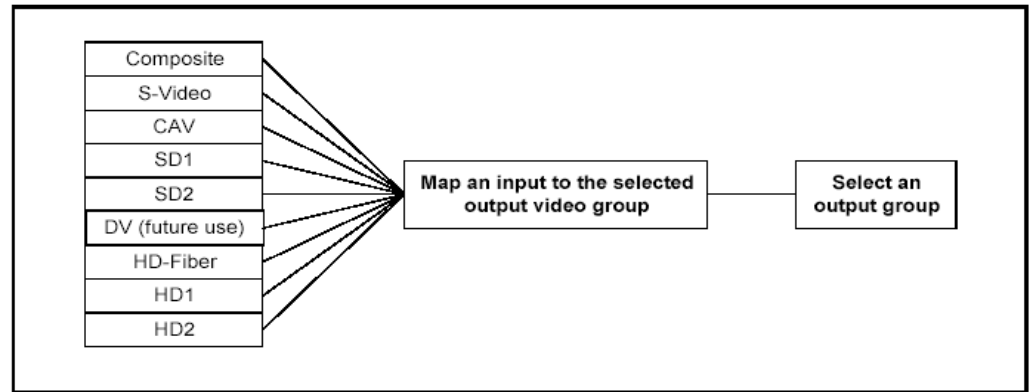 Composite
S-Video
CAV
SD1
SD2
DV (future use)
HD-Fiber
HD1
HD2
Map an input to the selected
output video group
Select an
output group